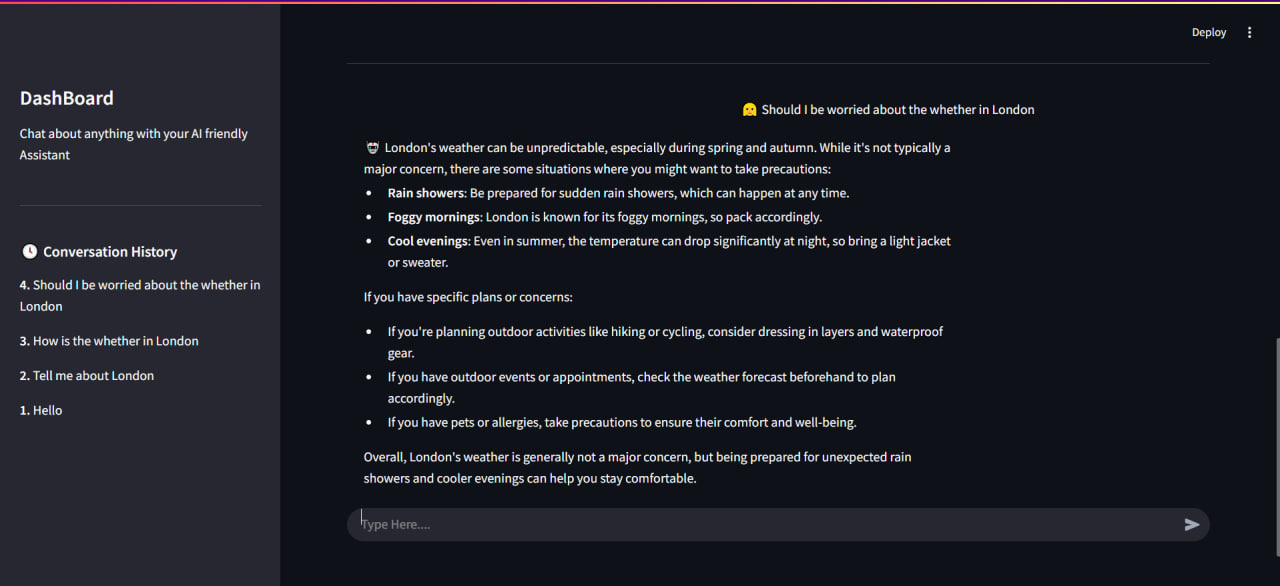 Deploy
DashBoard
Chat about anything with your AI friendly
Assistant
Conversation History
4. Should I be worried about the whether in
London
3. How is the whether in London
2. Tell me about London
1. Hello
Should I be worried about the whether in London
London's weather can be unpredictable, especially during spring and autumn. While it's not typically a
major concern, there are some situations where you might want to take precautions:
• Rain showers: Be prepared for sudden rain showers, which can happen at any time.
• Foggy mornings: London is known for its foggy mornings, so pack accordingly.
• Cool evenings: Even in summer, the temperature can drop significantly at night, so bring a light jacket
or sweater.
If you have specific plans or concerns:
• If you're planning outdoor activities like hiking or cycling, consider dressing in layers and waterproof
gear.
• If you have outdoor events or appointments, check the weather forecast beforehand to plan
accordingly.
• If you have pets or allergies, take precautions to ensure their comfort and well-being.
Overall, London's weather is generally not a major concern, but being prepared for unexpected rain
showers and cooler evenings can help you stay comfortable.
Type Here....